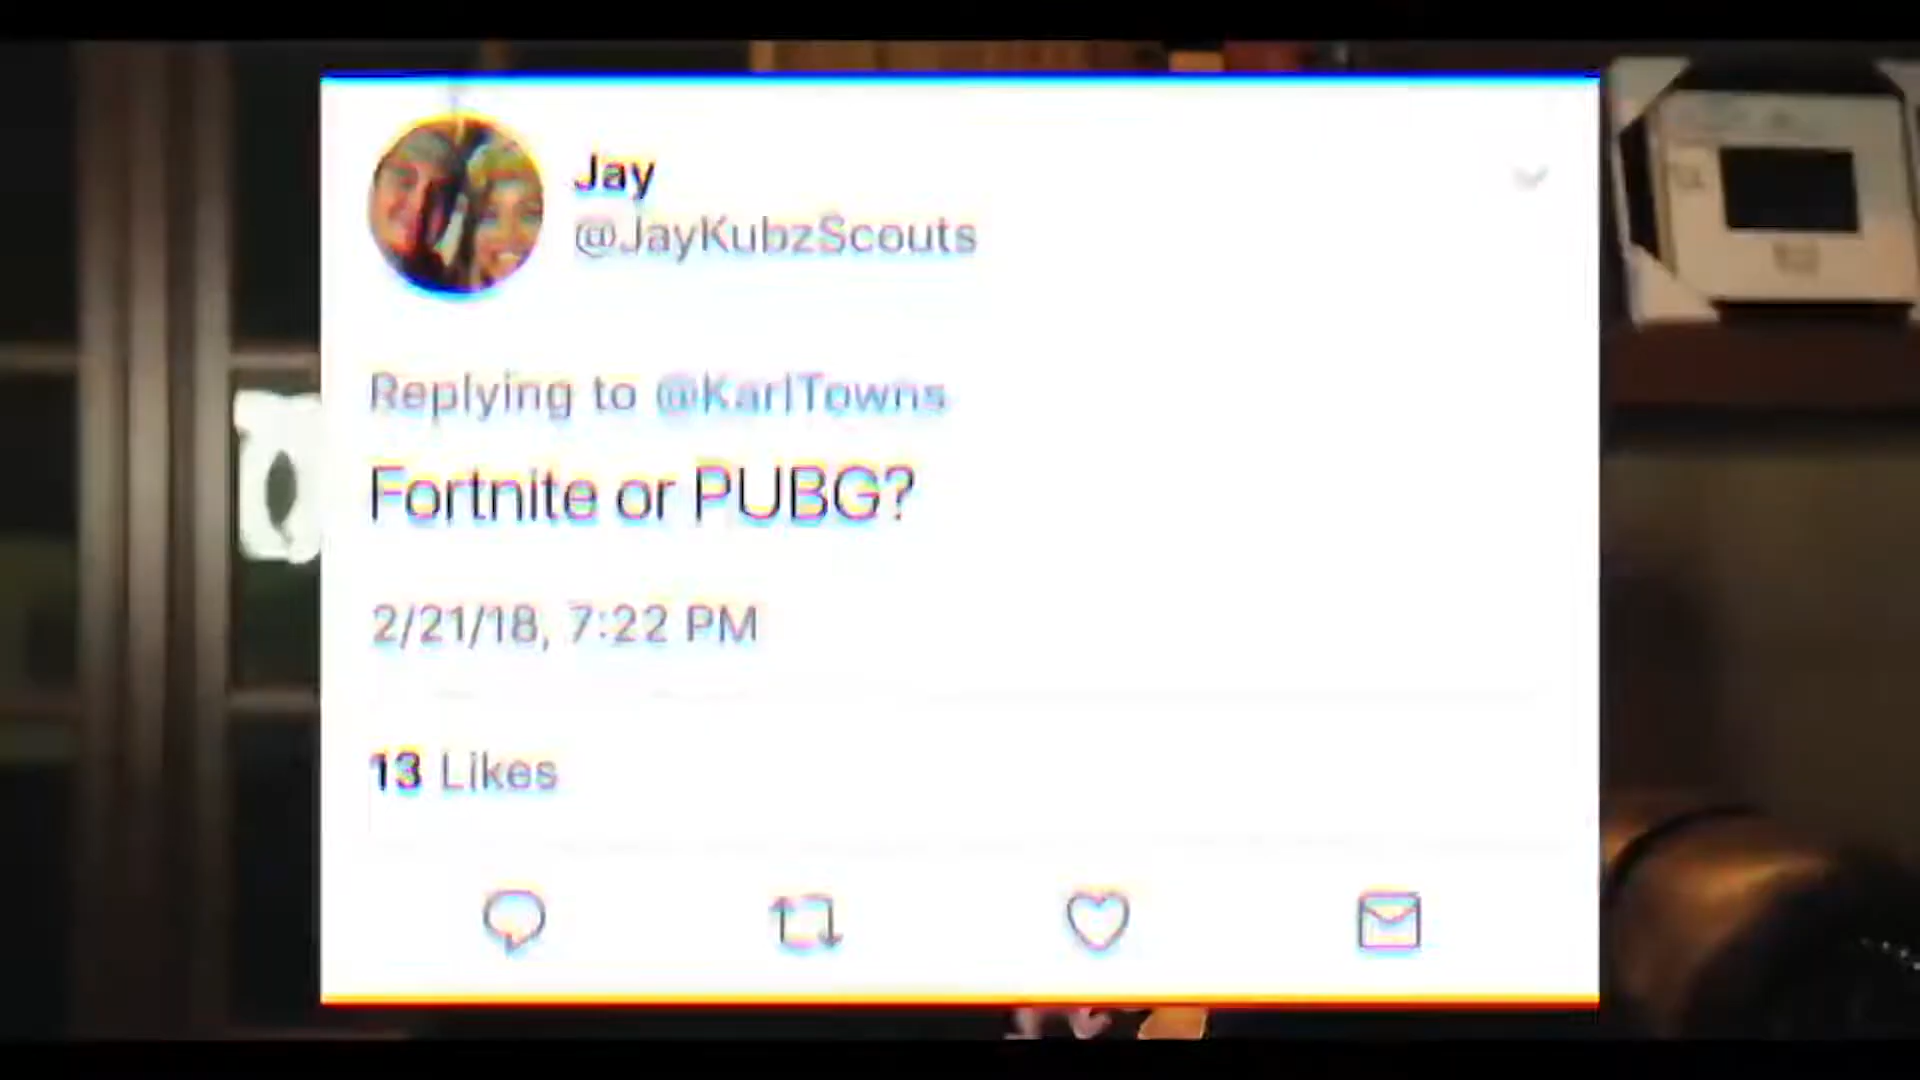 Jay
@JayKubzScouts
Replying to @KarlTowns
Fortnite or PUBG?
2/21/18, 7:22 PM
13 Likes